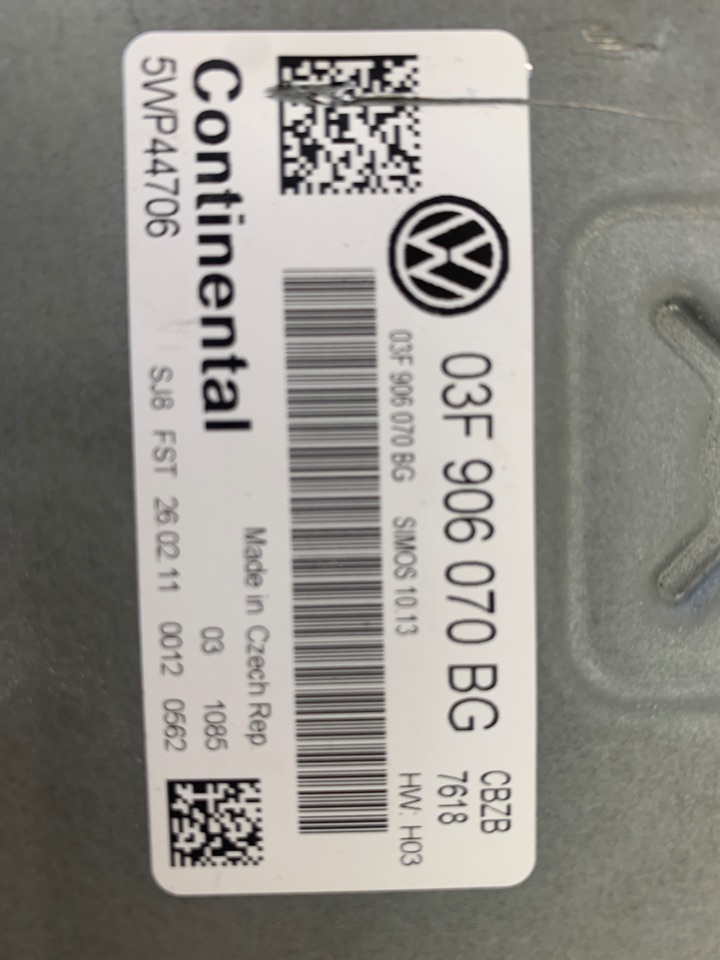 03F 906 070 BG
CBZB
7618
03F 906 070 BG SIMOS 10.13 HW: H03
Continental
Made in Czech Rep
03 1085
5WP44706 SJ8 FST 26.02.11 0012 0562